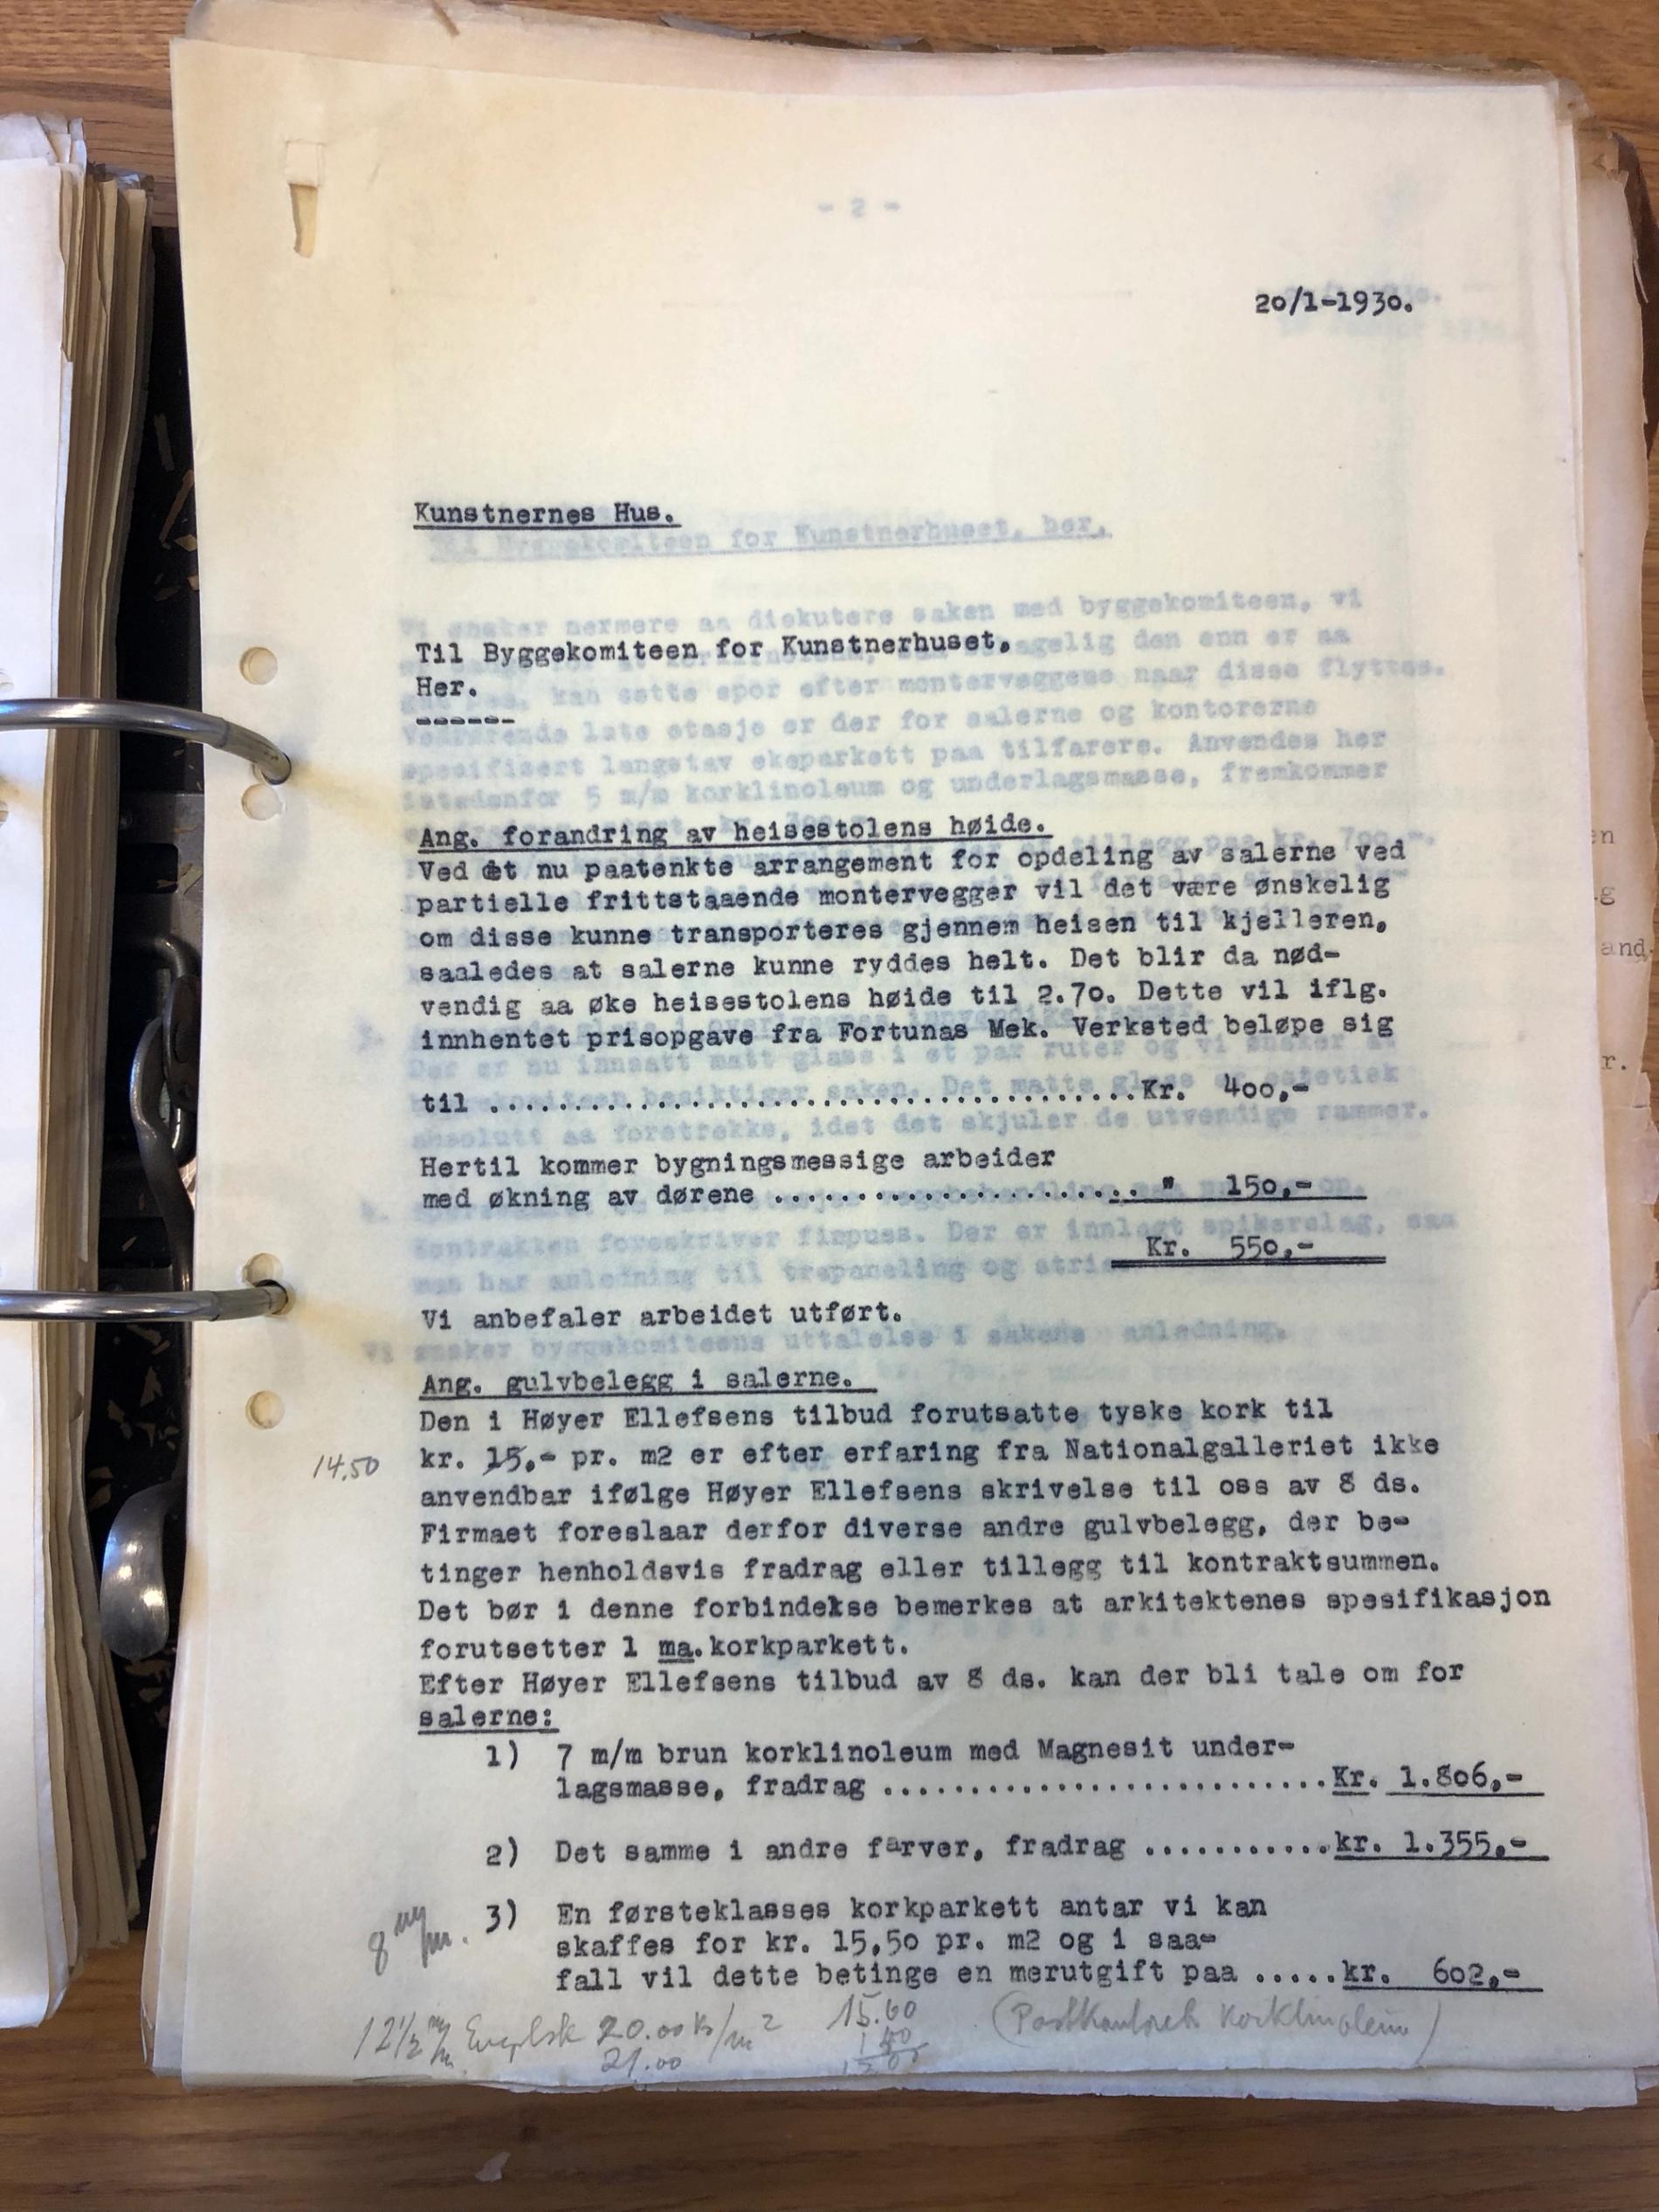 - 2 -
20/1-1930.
Kunstnernes Hus.
Byggekomiteen for Kunstnerhuset, her.
Til Byggekomiteen for Kunstnerhuset,
Her.
------
Ang. forandring av heisestolens høide.
Ved det nu paatenkte arrangement for opdeling av salerne ved
partielle frittstaaende montervegger vil det være ønskelig
om disse kunne transporteres gjennem heisen til kjelleren,
saaledes at salerne kunne ryddes helt. Det blir da nød-
vendig aa øke heisestolens høide til 2.70. Dette vil iflg.
innhentet prisopgave fra Fortunas Mek. Verksted beløpe sig
til ......................................Kr. 400,-
Hertil kommer bygningsmessige arbeider
med økning av dørene ...................... " 150,-
Kr. 550,-
Vi anbefaler arbeidet utført.
Ang. gulvbelegg i salerne.
Den i Høyer Ellefsens tilbud forutsatte tyske kork til
14.50 kr. 15,- pr. m2 er efter erfaring fra Nationalgalleriet ikke
anvendbar ifølge Høyer Ellefsens skrivelse til oss av 8 ds.
Firmaet foreslaar derfor diverse andre gulvbelegg, der be-
tinger henholdsvis fradrag eller tillegg til kontraktsummen.
Det bør i denne forbindekse bemerkes at arkitektenes spesifikasjon
forutsetter 1 ma. korkparkett.
Efter Høyer Ellefsens tilbud av 8 ds. kan der bli tale om for
salerne:
1) 7 m/m brun korklinoleum med Magnesit under-
lagsmasse, fradrag ..........................Kr. 1.806,-
2) Det samme i andre farver, fradrag ...........kr. 1.355,-
8 m/m. 3) En førsteklasses korkparkett antar vi kan
skaffes for kr. 15,50 pr. m2 og i saa-
fall vil dette betinge en merutgift paa .....kr. 602,-
12½ m/m. Engelsk 20.00 Kr/m2 15.60 (Postkontorets Korklinoleum)
21.00